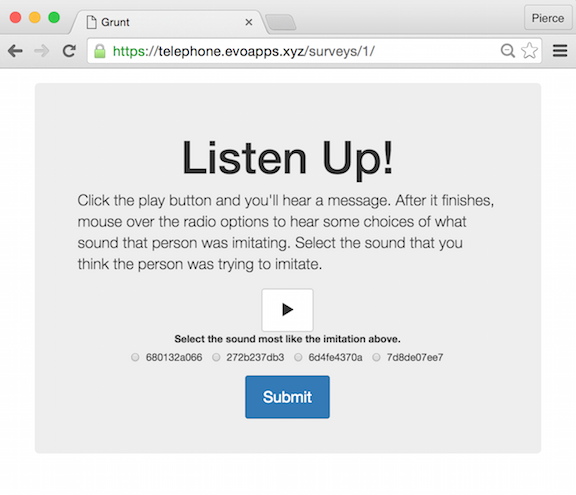 Grunt
Pierce
https://telephone.evoapps.xyz/surveys/1/
Listen Up!
Click the play button and you'll hear a message. After it finishes,
mouse over the radio options to hear some choices of what
sound that person was imitating. Select the sound that you
think the person was trying to imitate.
Select the sound most like the imitation above.
680132a066 272b237db3 6d4fe4370a 7d8de07ee7
Submit